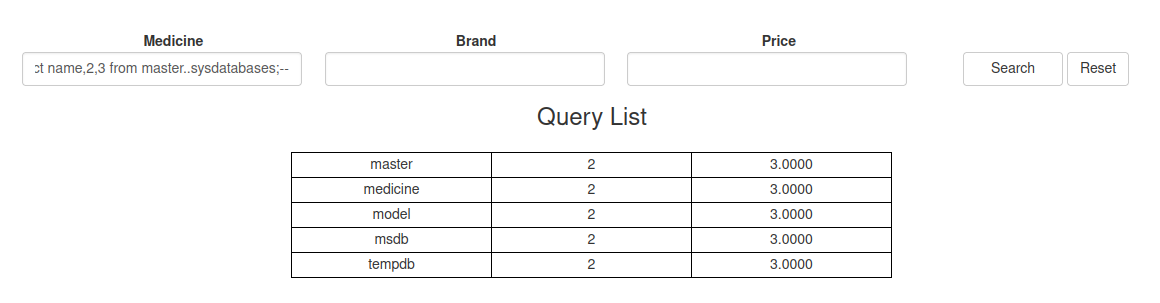 Medicine Brand Price
ct name,2,3 from master..sysdatabases;-- Search Reset
Query List
master 2 3.0000
medicine 2 3.0000
model 2 3.0000
msdb 2 3.0000
tempdb 2 3.0000